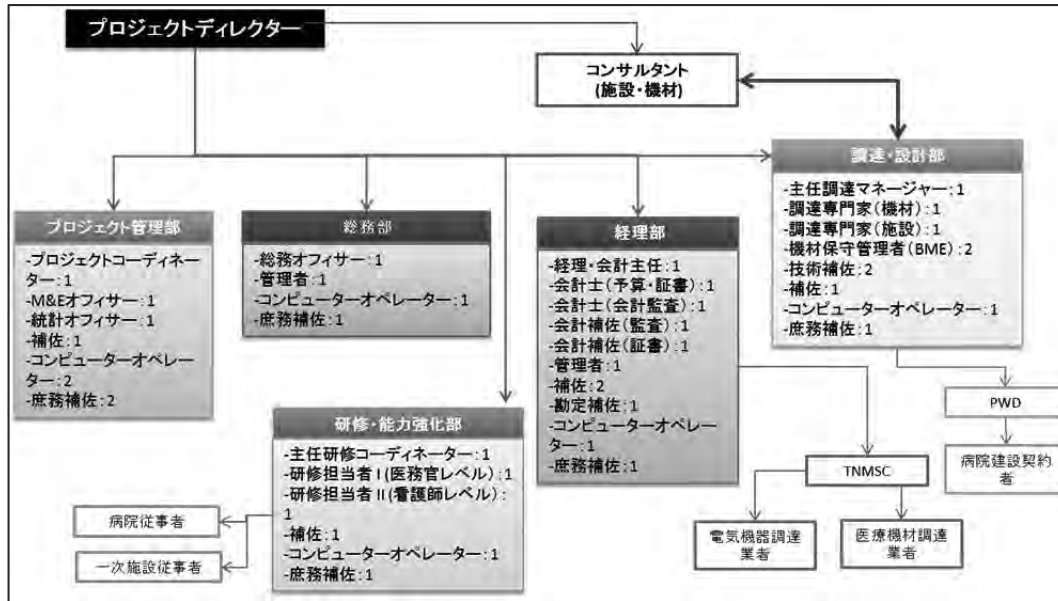 プロジェクトディレクター
コンサルタント
(施設・機材)
調達・設計部
-主任調達マネージャー:1
-調達専門家(機材):1
-調達専門家(施設):1
-機材保守管理者(BME):2
-技術補佐:2
-補佐:1
-コンピューターオペレーター:1
-庶務補佐:1
プロジェクト管理部
-プロジェクトコーディネー
ター:1
-M&Eオフィサー:1
-統計オフィサー:1
-補佐:1
-コンピューターオペレー
ター:2
-庶務補佐:2
総務部
-総務オフィサー:1
-管理者:1
-コンピューターオペレーター:1
-庶務補佐:1
経理部
-経理・会計主任:1
-会計士(予算・証書):1
-会計士(会計監査):1
-会計補佐(監査):1
-会計補佐(証書):1
-管理者:1
-補佐:2
-勘定補佐:1
-コンピューターオペレー
ター:1
-庶務補佐:1
研修・能力強化部
-主任研修コーディネーター:1
-研修担当者Ⅰ(医務官レベル):1
-研修担当者Ⅱ(看護師レベル):
1
-補佐:1
-コンピューターオペレーター:1
-庶務補佐:1
病院従事者
一次施設従事者
PWD
病院建設契約
者
TNMSC
電気機器調達
業者
医療機材調達
業者